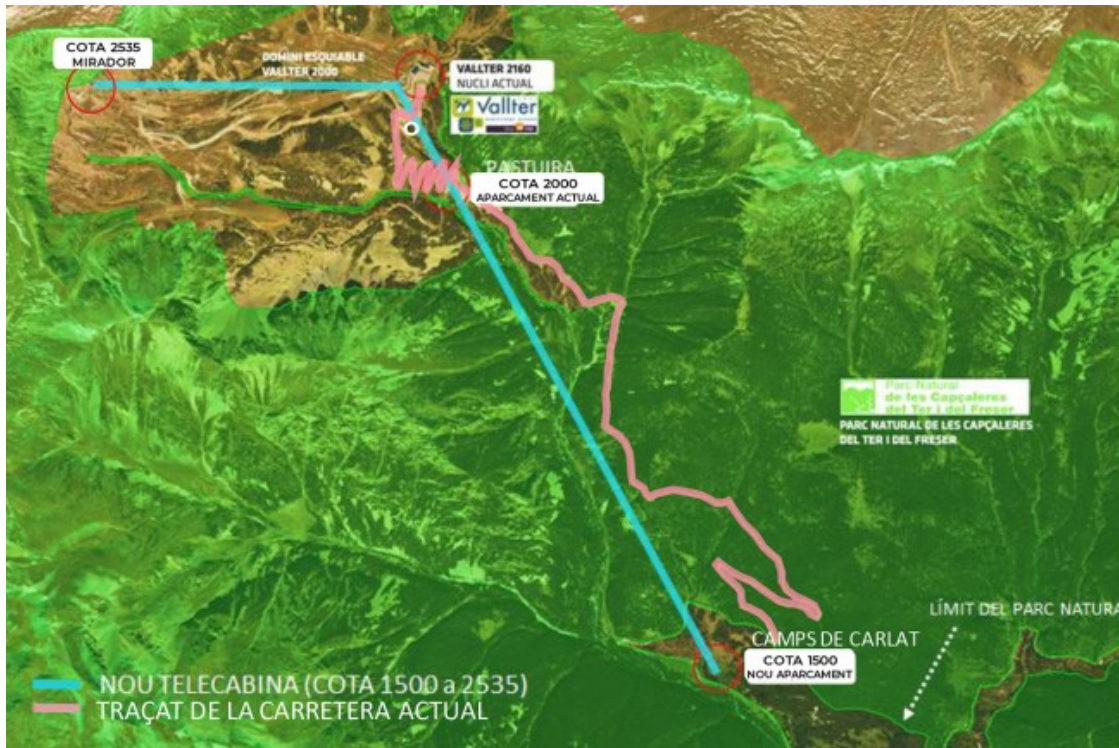 COTA 2535
MIRADOR
DOMINI ESQUIABLE
VALLTER 2000
VALLTER 2160
NUCLI ACTUAL
Vallter
PASTUIRA
COTA 2000
APARCAMENT ACTUAL
Parc Natural
de les Capçaleres
del Ter i del Freser
PARC NATURAL DE LES CAPÇALERES
DEL TER I DEL FRESER
LÍMIT DEL PARC NATURA
CAMPS DE CARLAT
COTA 1500
NOU APARCAMENT
NOU TELECABINA (COTA 1500 a 2535)
TRAÇAT DE LA CARRETERA ACTUAL